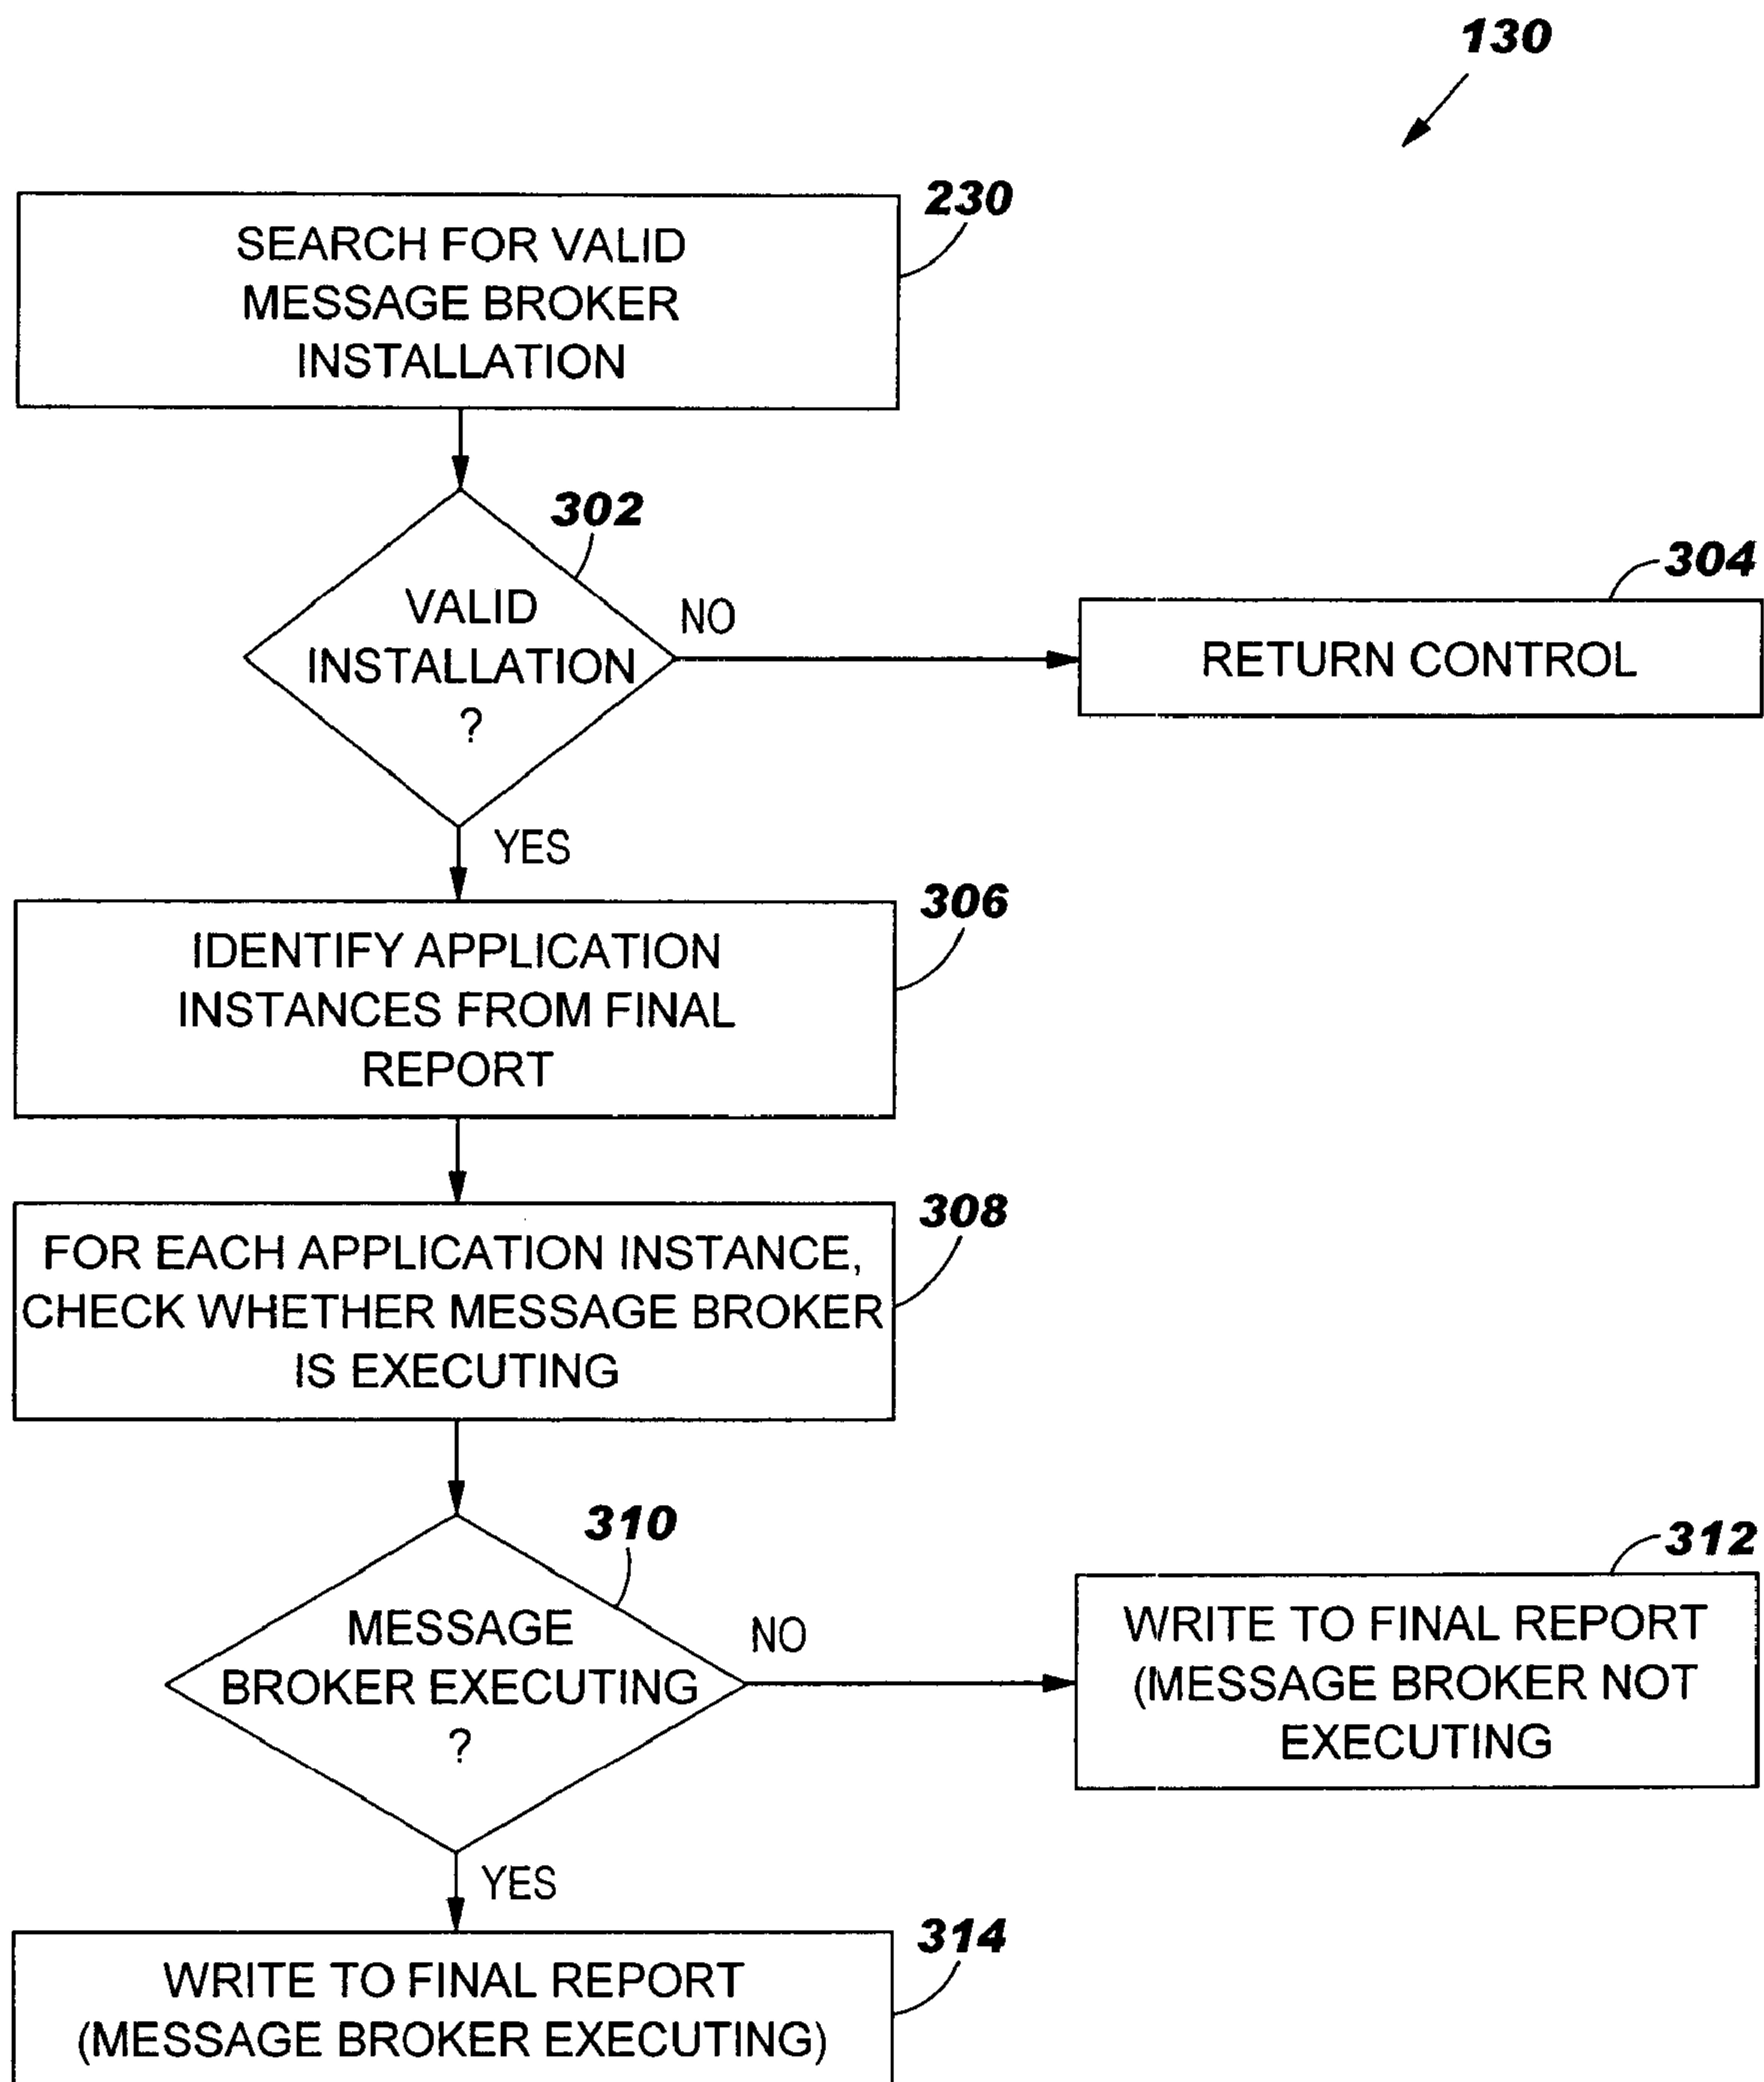 130
230
SEARCH FOR VALID
MESSAGE BROKER
INSTALLATION
302
VALID
INSTALLATION
?
NO
304
RETURN CONTROL
YES
306
IDENTIFY APPLICATION
INSTANCES FROM FINAL
REPORT
308
FOR EACH APPLICATION INSTANCE,
CHECK WHETHER MESSAGE BROKER
IS EXECUTING
310
MESSAGE
BROKER EXECUTING
?
NO
312
WRITE TO FINAL REPORT
(MESSAGE BROKER NOT
EXECUTING
YES
314
WRITE TO FINAL REPORT
(MESSAGE BROKER EXECUTING)